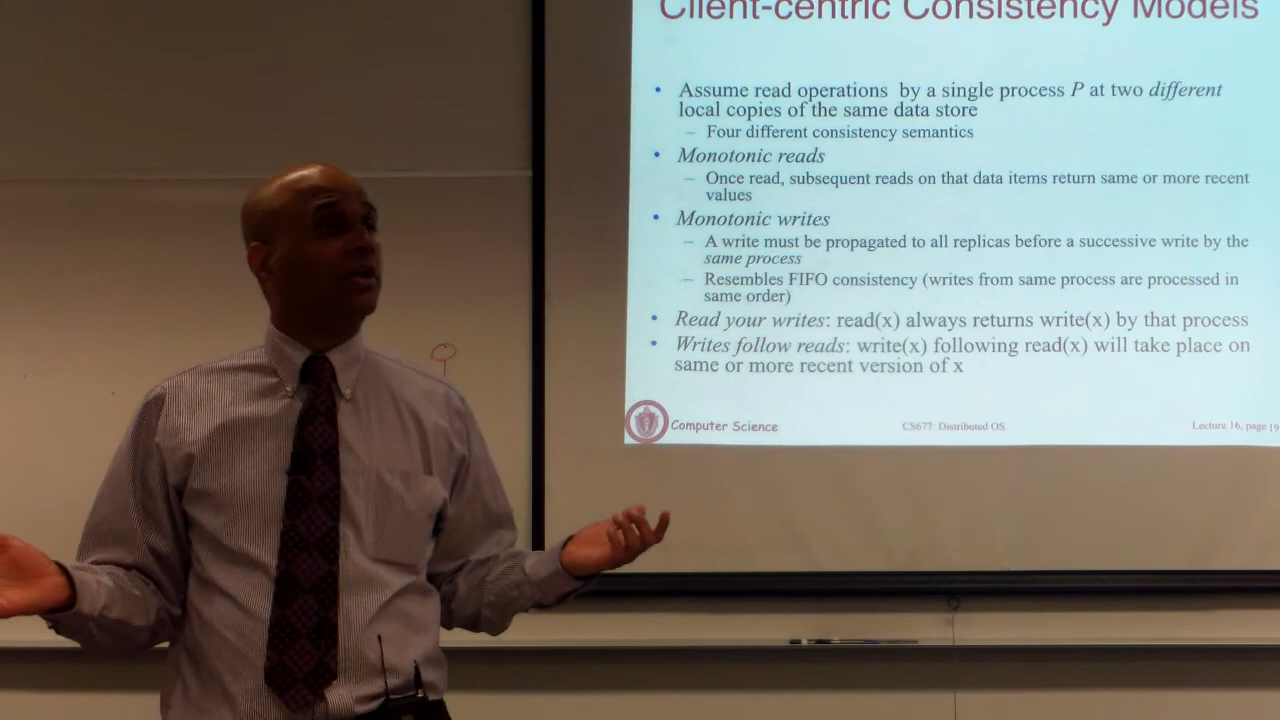 Client-centric Consistency Models
• Assume read operations by a single process P at two different
local copies of the same data store
– Four different consistency semantics
• Monotonic reads
– Once read, subsequent reads on that data items return same or more recent
values
• Monotonic writes
– A write must be propagated to all replicas before a successive write by the
same process
– Resembles FIFO consistency (writes from same process are processed in
same order)
• Read your writes: read(x) always returns write(x) by that process
• Writes follow reads: write(x) following read(x) will take place on
same or more recent version of x
Computer Science CS677: Distributed OS Lecture 16, page 19